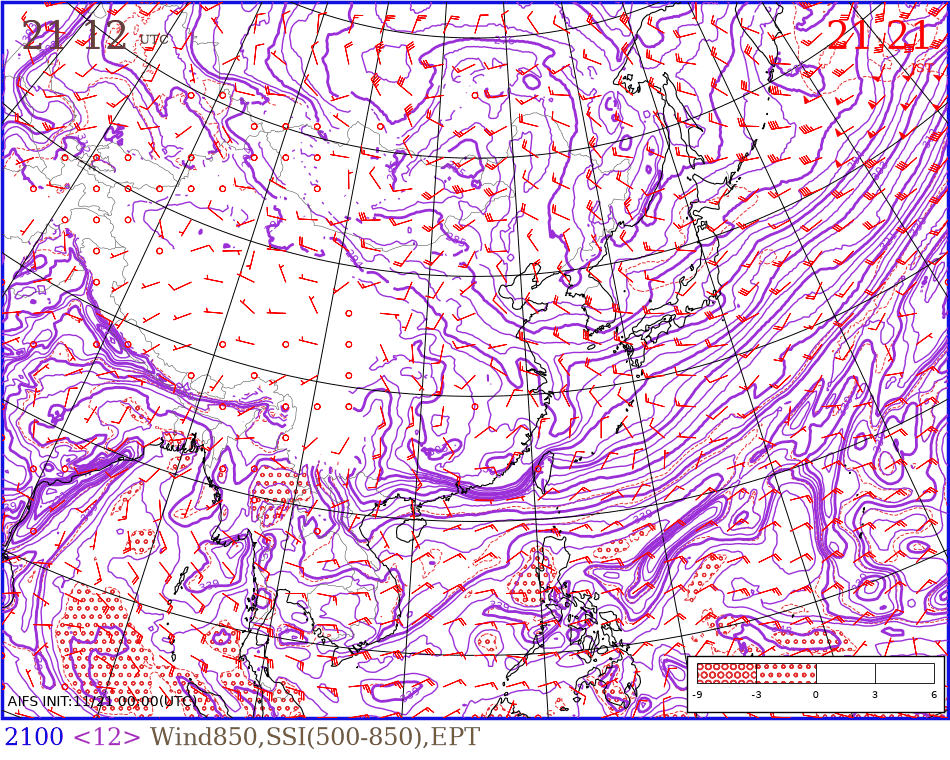 21 12 UTC
21 21 JST
AIFS INIT:11/21 00:00(UTC)
-9 -3 0 3 6
2100 <12> Wind850,SSI(500-850),EPT